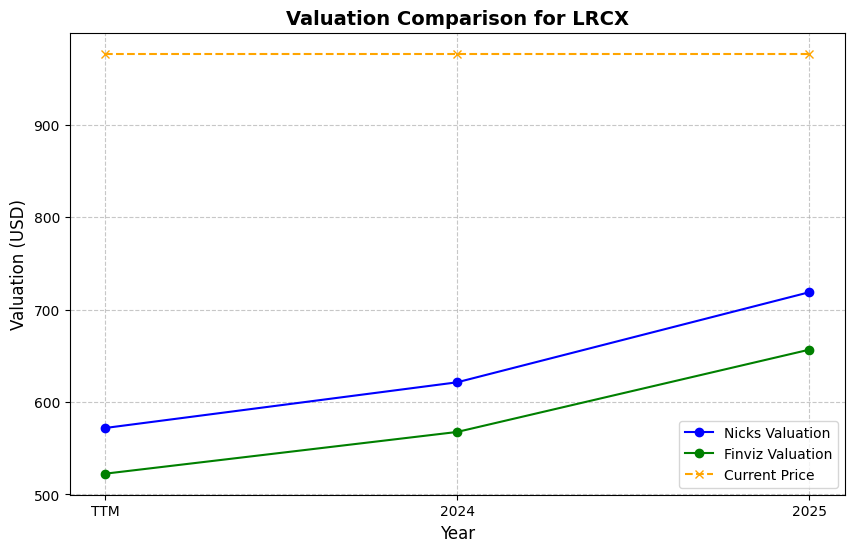 Valuation Comparison for LRCX
Valuation (USD)
900
800
700
600
500
TTM
2024
2025
Year
Nicks Valuation
Finviz Valuation
Current Price